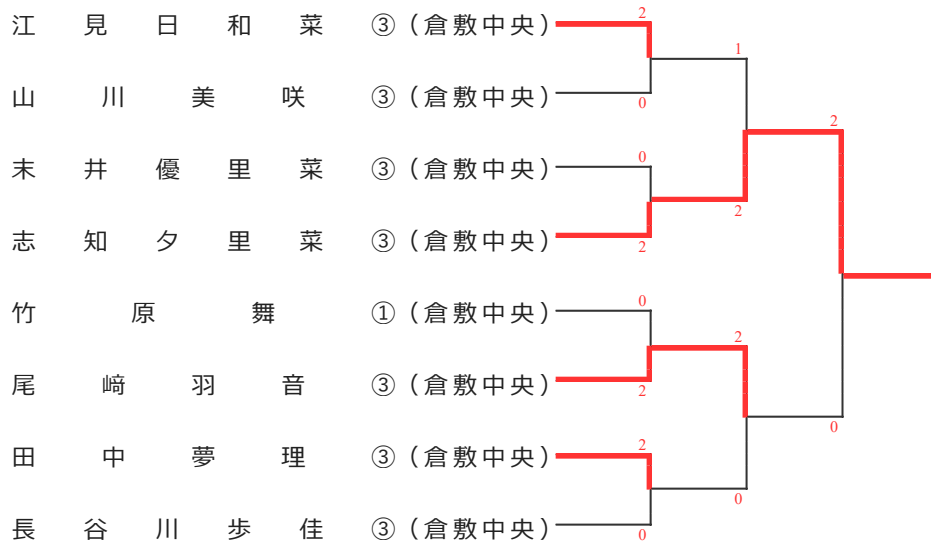 江見日和菜 ③（倉敷中央） 2
1
山川美咲 ③（倉敷中央） 0
2
末井優里菜 ③（倉敷中央） 0
2
志知夕里菜 ③（倉敷中央） 2
竹原舞 ①（倉敷中央） 0
2
尾﨑羽音 ③（倉敷中央） 2
0
田中夢理 ③（倉敷中央） 2
0
長谷川歩佳 ③（倉敷中央） 0